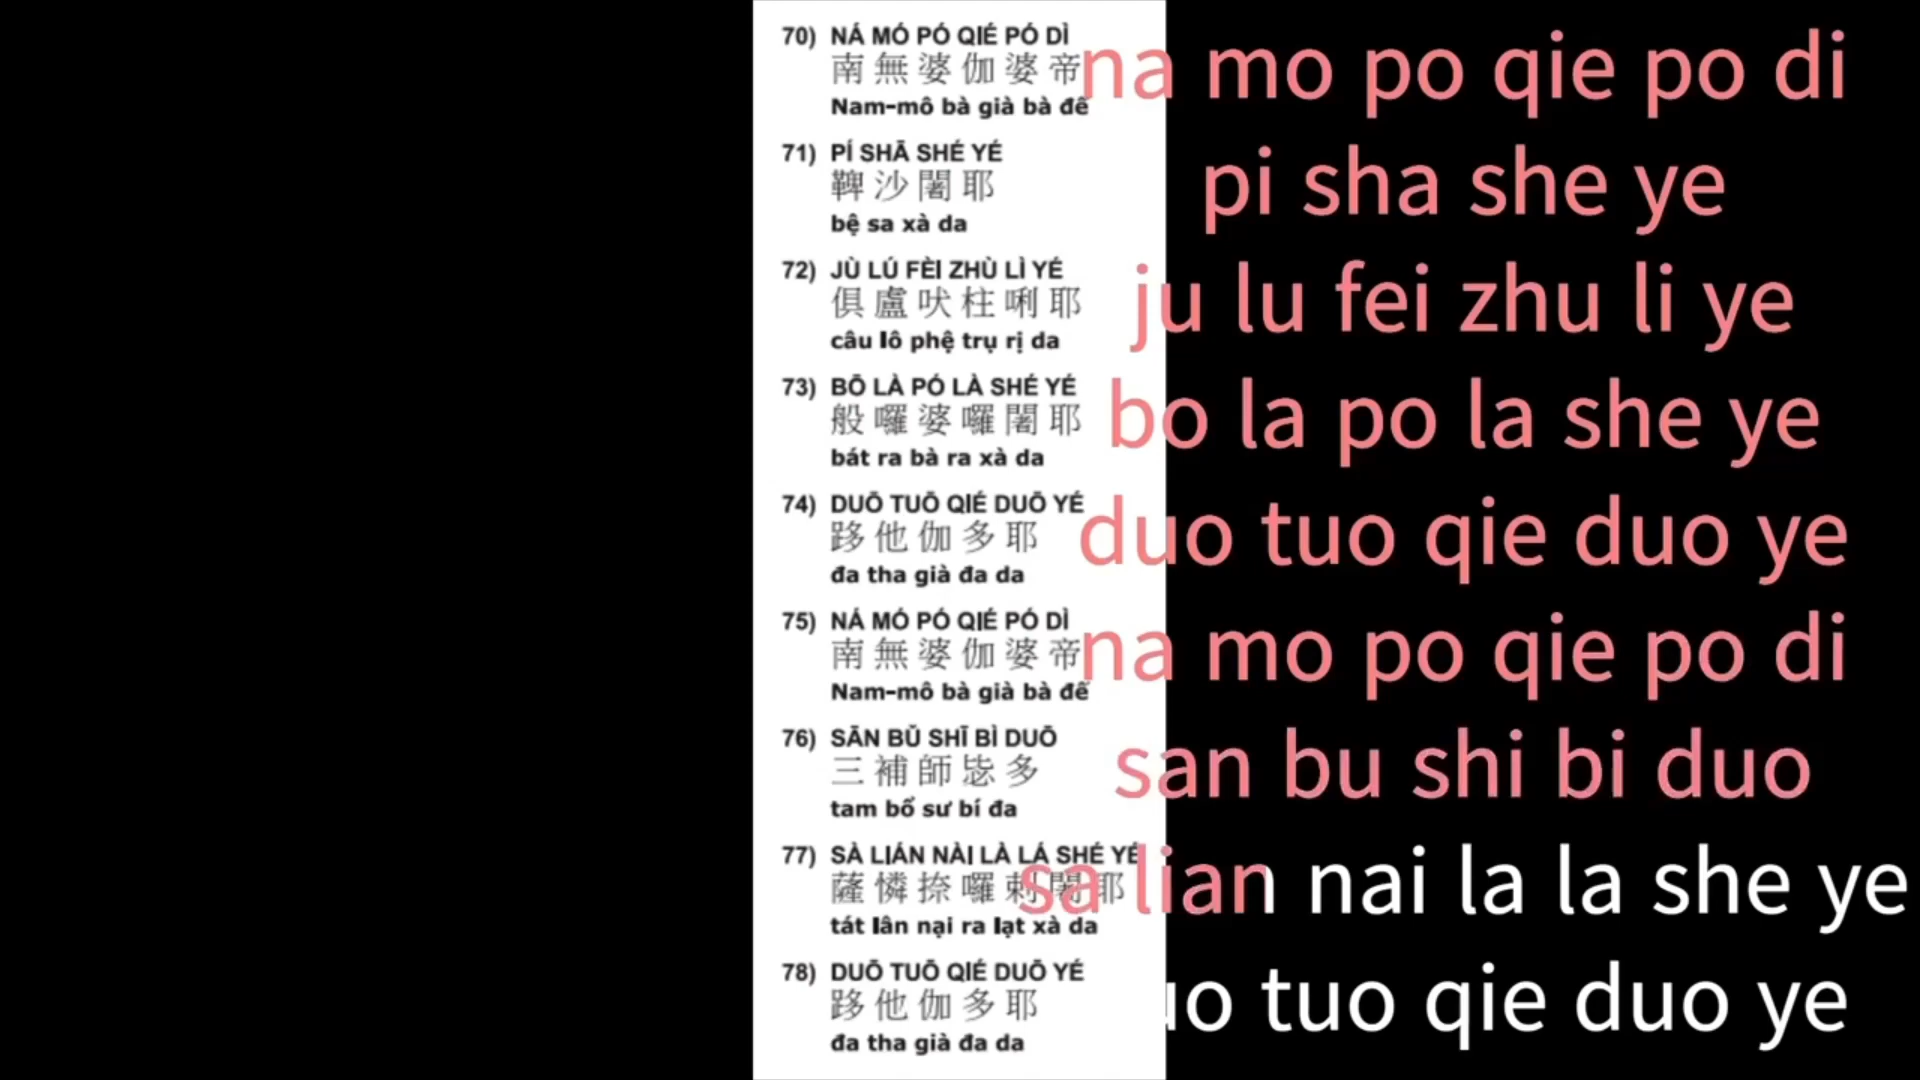 70) NÁ MÓ PÓ QIÉ PÓ DÌ
南無婆伽婆帝
Nam-mô bà già bà đế
na mo po qie po di
71) PÍ SHĀ SHÉ YÉ
鞞沙闍耶
bệ sa xà da
pi sha she ye
72) JÙ LÚ FÈI ZHÙ LÌ YÉ
俱盧吠柱唎耶
câu lô phệ trụ rị da
ju lu fei zhu li ye
73) BŌ LÀ PÓ LÀ SHÉ YÉ
般囉婆囉闍耶
bát ra bà ra xà da
bo la po la she ye
74) DUŌ TUŌ QIÉ DUŌ YÉ
跢他伽多耶
đa tha già đa da
duo tuo qie duo ye
75) NÁ MÓ PÓ QIÉ PÓ DÌ
南無婆伽婆帝
Nam-mô bà già bà đế
na mo po qie po di
76) SĀN BǓ SHĪ BÌ DUŌ
三補師毖多
tam bổ sư bí đa
san bu shi bi duo
77) SÀ LIÁN NÀI LÀ LÁ SHÉ YÉ
薩憐捺囉剌闍耶
tát lân nại ra lạt xà da
sa lian nai la la she ye
78) DUŌ TUŌ QIÉ DUŌ YÉ
跢他伽多耶
đa tha già đa da
uo tuo qie duo ye